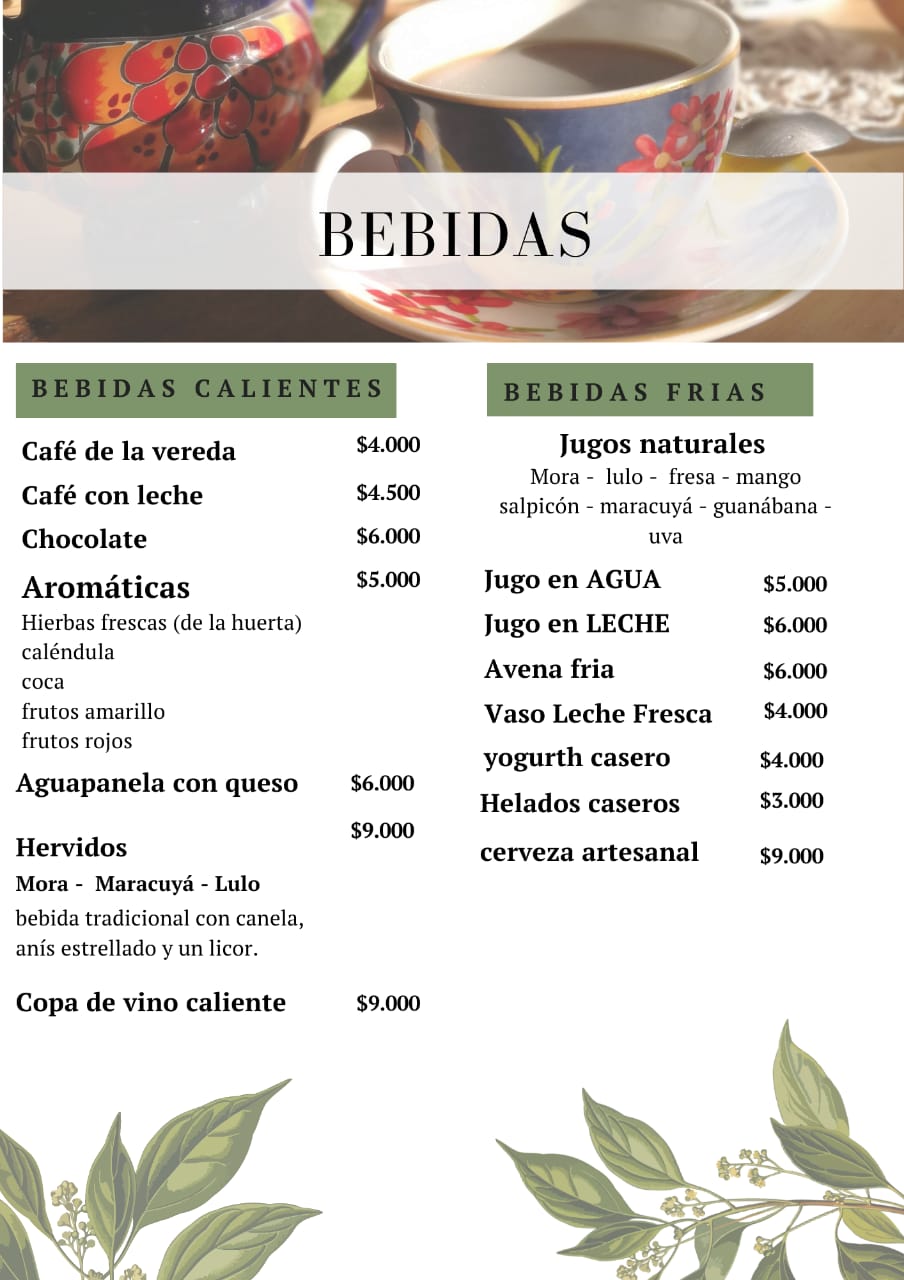 BEBIDAS
BEBIDAS CALIENTES
Café de la vereda $4.000
Café con leche $4.500
Chocolate $6.000
Aromáticas $5.000
Hierbas frescas (de la huerta)
caléndula
coca
frutos amarillo
frutos rojos
Aguapanela con queso $6.000
Hervidos $9.000
Mora - Maracuyá - Lulo
bebida tradicional con canela,
anís estrellado y un licor.
Copa de vino caliente $9.000
BEBIDAS FRIAS
Jugos naturales
Mora - lulo - fresa - mango
salpicón - maracuyá - guanábana -
uva
Jugo en AGUA $5.000
Jugo en LECHE $6.000
Avena fria $6.000
Vaso Leche Fresca $4.000
yogurth casero $4.000
Helados caseros $3.000
cerveza artesanal $9.000